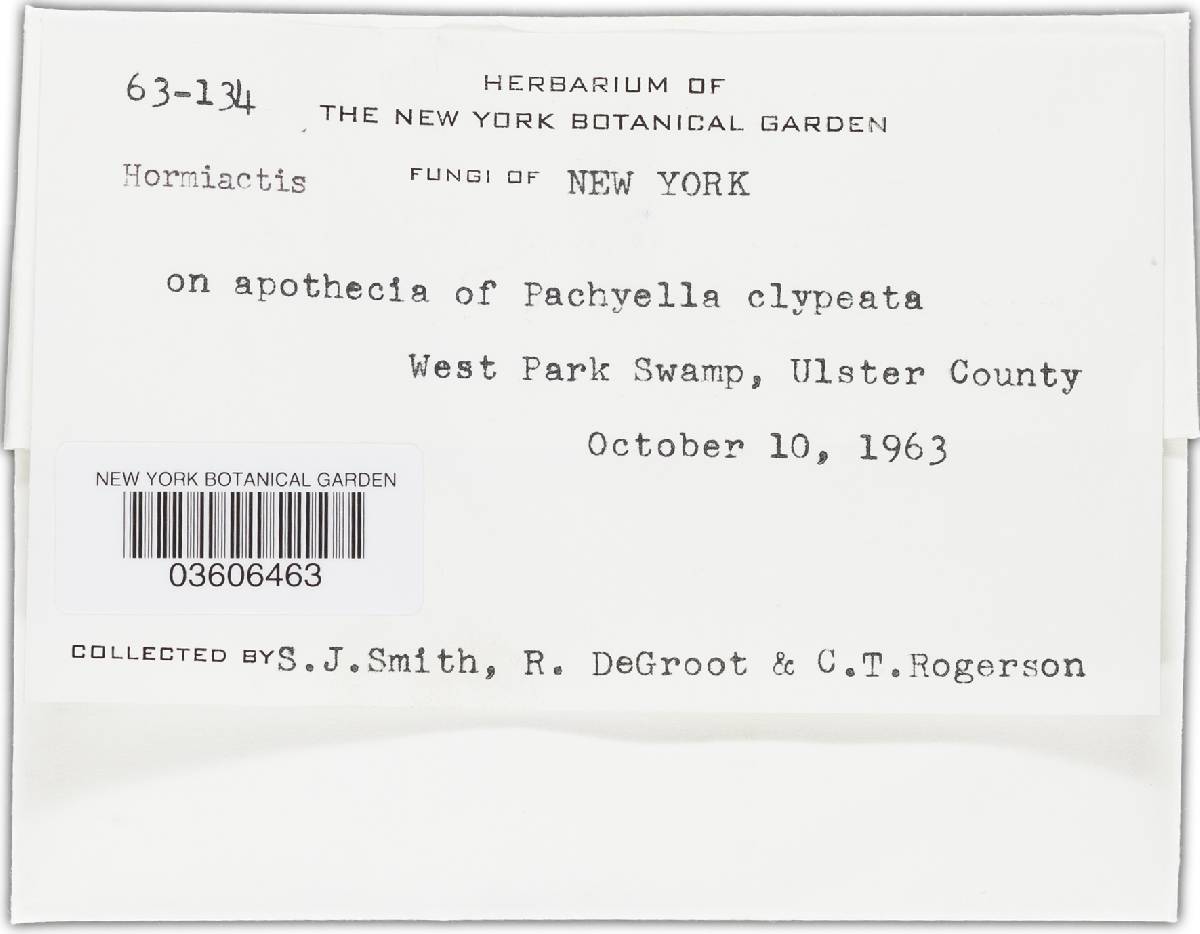 63-134
HERBARIUM OF
THE NEW YORK BOTANICAL GARDEN
Hormiactis
FUNGI OF NEW YORK
on apothecia of Pachyella clypeata
West Park Swamp, Ulster County
October 10, 1963
NEW YORK BOTANICAL GARDEN
03606463
COLLECTED BY S.J.Smith, R. DeGroot & C.T.Rogerson